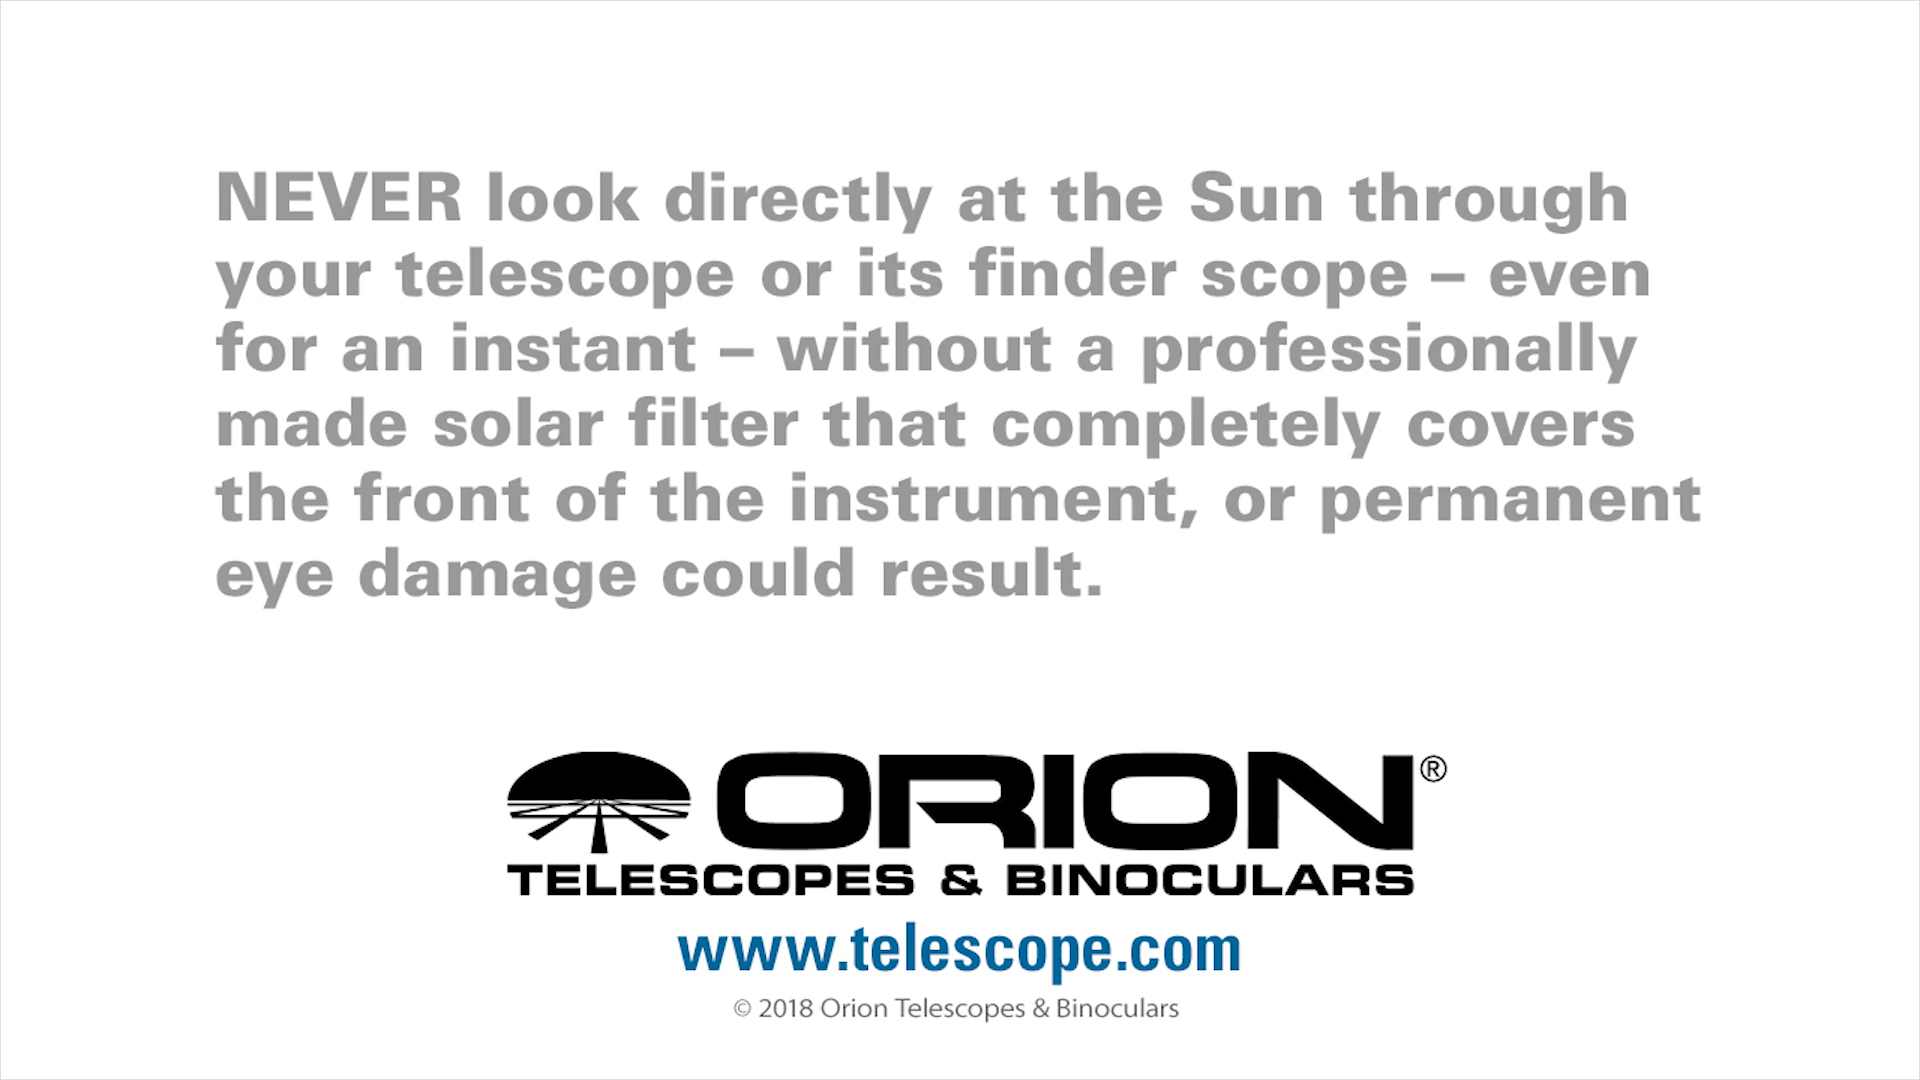 NEVER look directly at the Sun through
your telescope or its finder scope – even
for an instant – without a professionally
made solar filter that completely covers
the front of the instrument, or permanent
eye damage could result.
ORION®
TELESCOPES & BINOCULARS
www.telescope.com
© 2018 Orion Telescopes & Binoculars